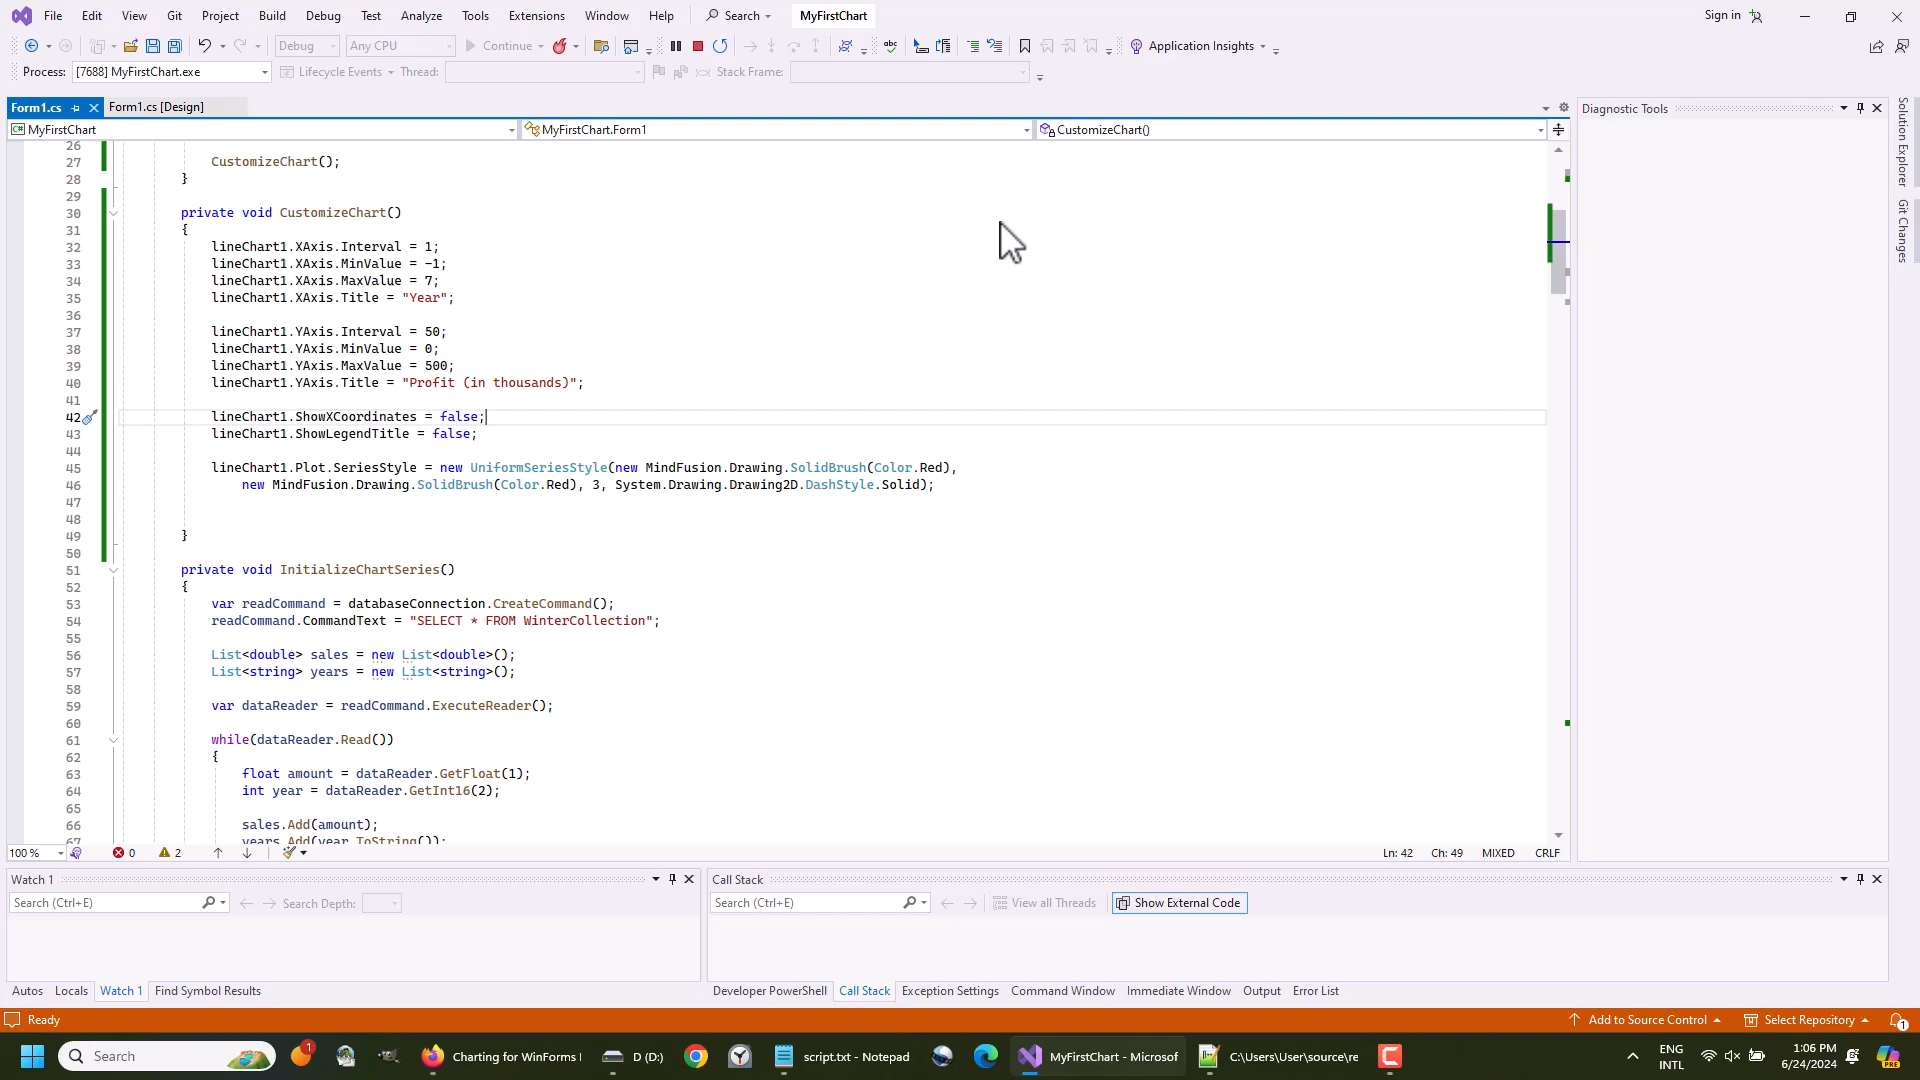 File Edit View Git Project Build Debug Test Analyze Tools Extensions Window Help Search MyFirstChart Sign in
Debug Any CPU Continue Application Insights
Process: [7688] MyFirstChart.exe Lifecycle Events Thread: Stack Frame:
Form1.cs Form1.cs [Design] Diagnostic Tools
MyFirstChart MyFirstChart.Form1 CustomizeChart()
Solution Explorer
Git Changes
26
27 CustomizeChart();
28 }
29
30 private void CustomizeChart()
31 {
32 lineChart1.XAxis.Interval = 1;
33 lineChart1.XAxis.MinValue = -1;
34 lineChart1.XAxis.MaxValue = 7;
35 lineChart1.XAxis.Title = "Year";
36
37 lineChart1.YAxis.Interval = 50;
38 lineChart1.YAxis.MinValue = 0;
39 lineChart1.YAxis.MaxValue = 500;
40 lineChart1.YAxis.Title = "Profit (in thousands)";
41
42 lineChart1.ShowXCoordinates = false;
43 lineChart1.ShowLegendTitle = false;
44
45 lineChart1.Plot.SeriesStyle = new UniformSeriesStyle(new MindFusion.Drawing.SolidBrush(Color.Red),
46 new MindFusion.Drawing.SolidBrush(Color.Red), 3, System.Drawing.Drawing2D.DashStyle.Solid);
47
48
49 }
50
51 private void InitializeChartSeries()
52 {
53 var readCommand = databaseConnection.CreateCommand();
54 readCommand.CommandText = "SELECT * FROM WinterCollection";
55
56 List<double> sales = new List<double>();
57 List<string> years = new List<string>();
58
59 var dataReader = readCommand.ExecuteReader();
60
61 while(dataReader.Read())
62 {
63 float amount = dataReader.GetFloat(1);
64 int year = dataReader.GetInt16(2);
65
66 sales.Add(amount);
67 years.Add(year.ToString());
100 % 0 2 Ln: 42 Ch: 49 MIXED CRLF
Watch 1 Call Stack
Search (Ctrl+E) Search Depth: Search (Ctrl+E) View all Threads Show External Code
Autos Locals Watch 1 Find Symbol Results Developer PowerShell Call Stack Exception Settings Command Window Immediate Window Output Error List
Ready Add to Source Control Select Repository 1
Search 1 Charting for WinForms D (D:) script.txt - Notepad MyFirstChart - Microsof C:\Users\User\source\re ENG INTL 1:06 PM 6/24/2024 PRE